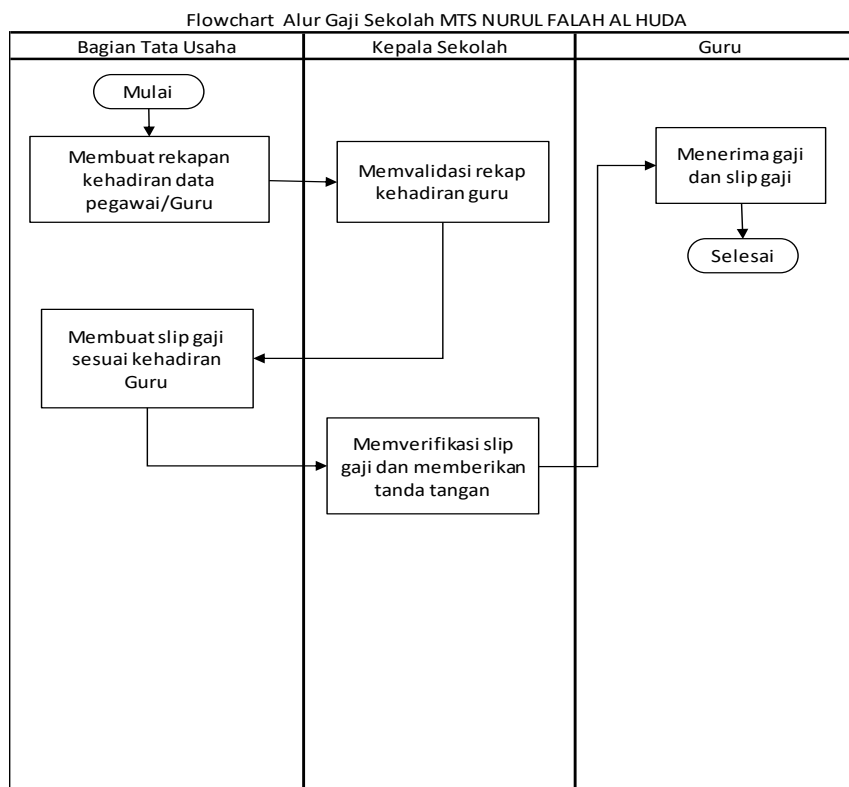 Flowchart Alur Gaji Sekolah MTS NURUL FALAH AL HUDA
Bagian Tata Usaha
Kepala Sekolah
Guru
Mulai
Membuat rekapan
kehadiran data
pegawai/Guru
Memvalidasi rekap
kehadiran guru
Menerima gaji
dan slip gaji
Selesai
Membuat slip gaji
sesuai kehadiran
Guru
Memverifikasi slip
gaji dan memberikan
tanda tangan